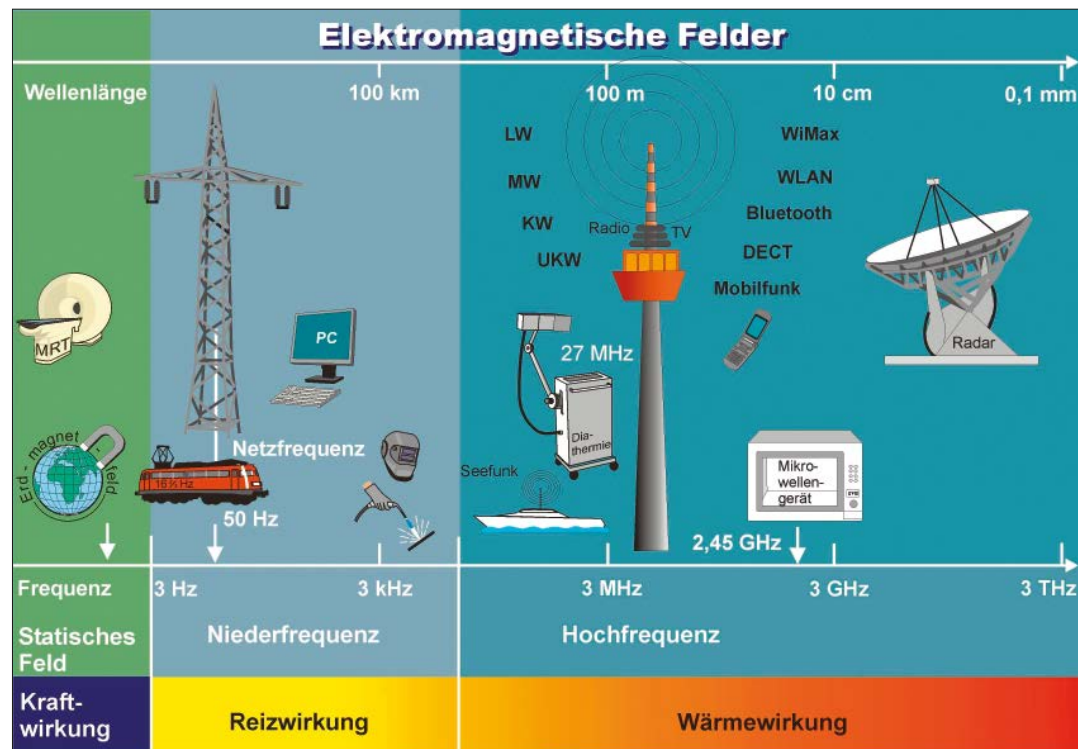 Elektromagnetische Felder
Wellenlänge
100 km
100 m
10 cm
0,1 mm
LW
MW
KW
UKW
Radio
TV
WiMax
WLAN
Bluetooth
DECT
Mobilfunk
MRT
PC
27 MHz
Dia-
thermie
Radar
Erd-magnet-feld
Netzfrequenz
16 ⅔ Hz
50 Hz
Seefunk
Mikro-
wellen-
gerät
2,45 GHz
Frequenz
3 Hz
3 kHz
3 MHz
3 GHz
3 THz
Statisches
Feld
Niederfrequenz
Hochfrequenz
Kraft-
wirkung
Reizwirkung
Wärmewirkung